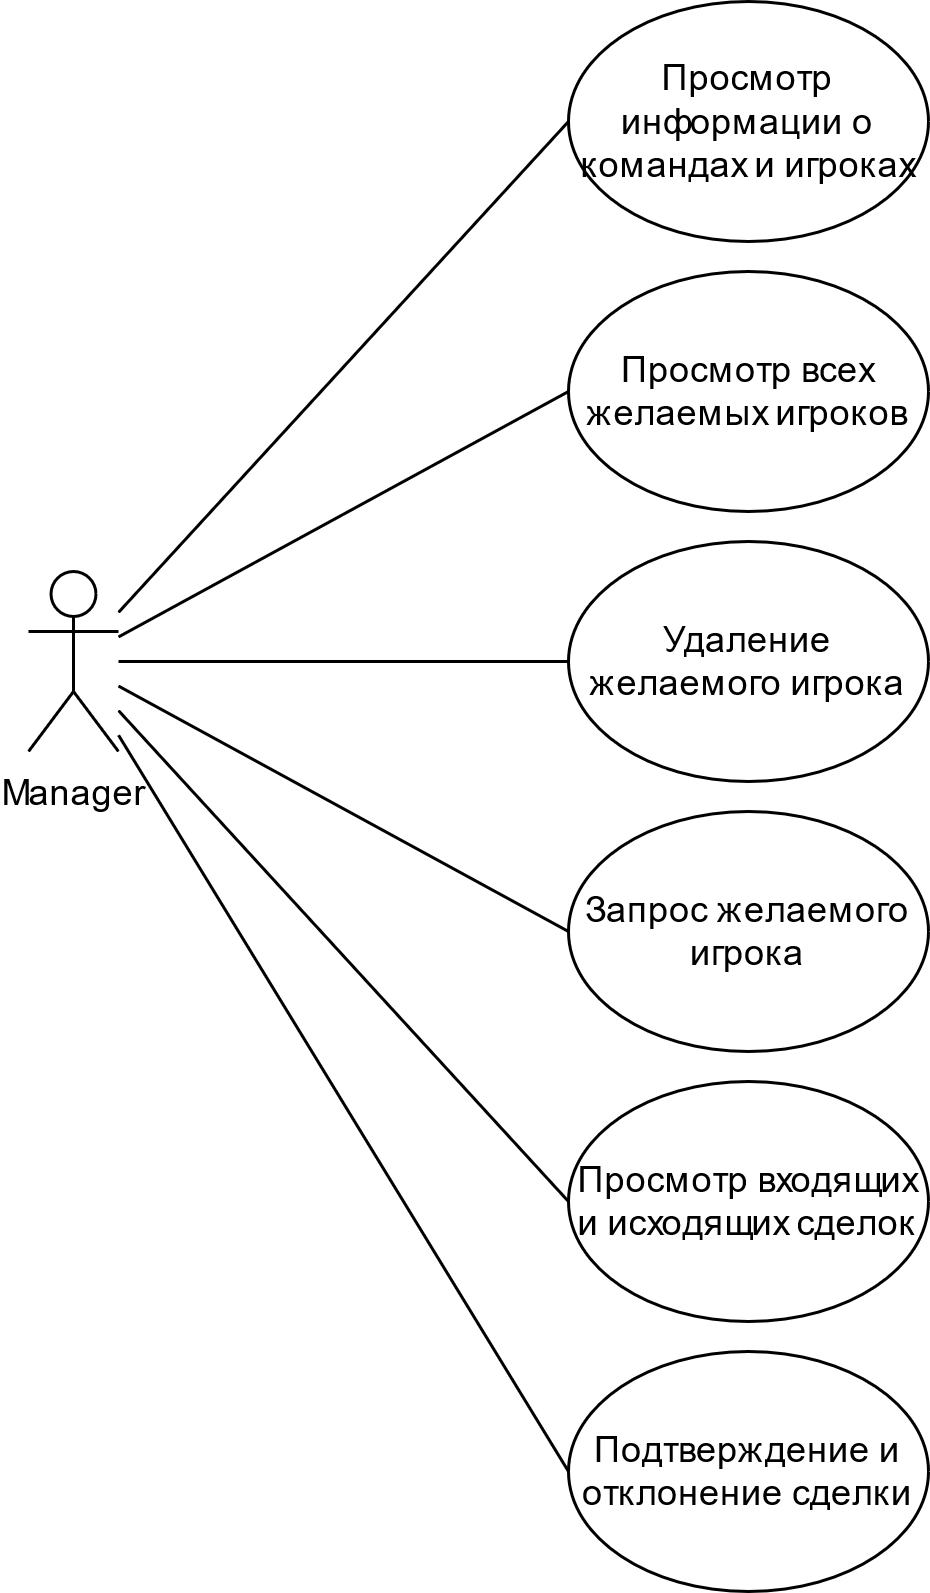 Просмотр
информации о
командах и игроках
Просмотр всех
желаемых игроков
Удаление
желаемого игрока
Manager
Запрос желаемого
игрока
Просмотр входящих
и исходящих сделок
Подтверждение и
отклонение сделки